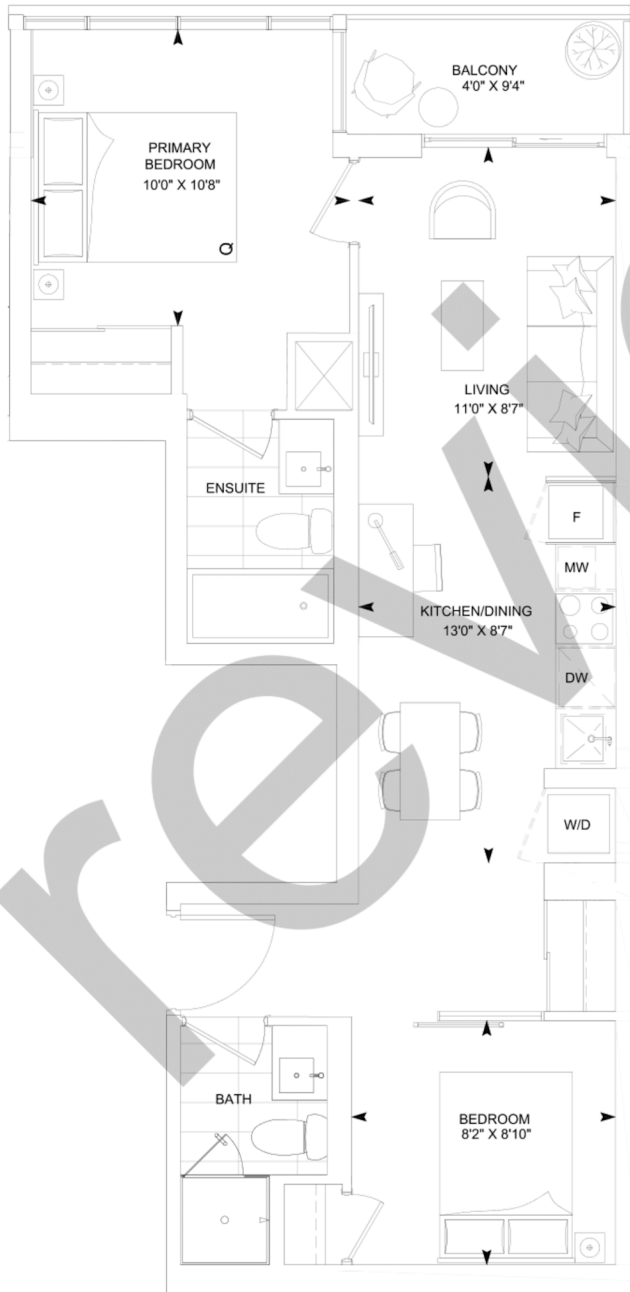 BALCONY
4'0" X 9'4"
PRIMARY
BEDROOM
10'0" X 10'8"
Q
LIVING
11'0" X 8'7"
ENSUITE
F
MW
KITCHEN/DINING
13'0" X 8'7"
DW
W/D
BATH
BEDROOM
8'2" X 8'10"